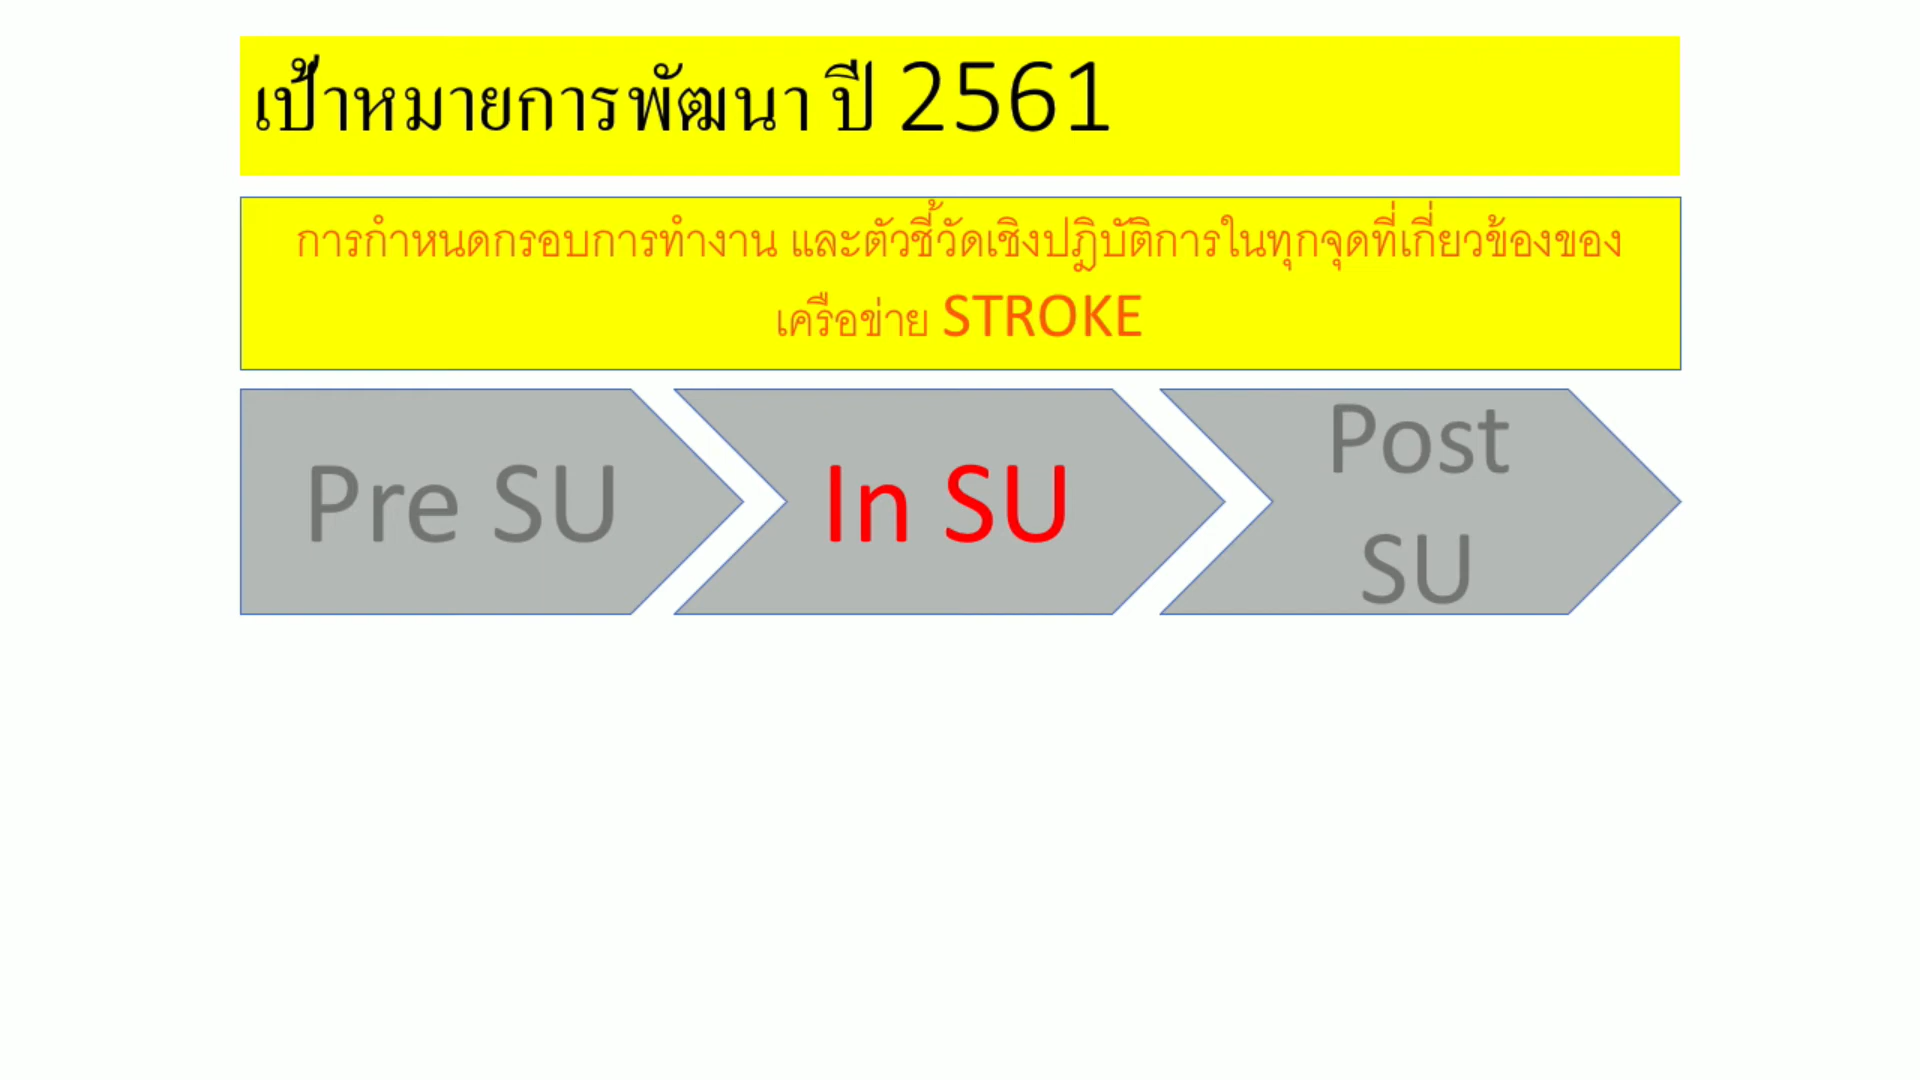 เป้าหมายการพัฒนา ปี 2561
การกำหนดกรอบการทำงาน และตัวชี้วัดเชิงปฏิบัติการในทุกจุดที่เกี่ยวข้องของ
เครือข่าย STROKE
Pre SU
In SU
Post
SU